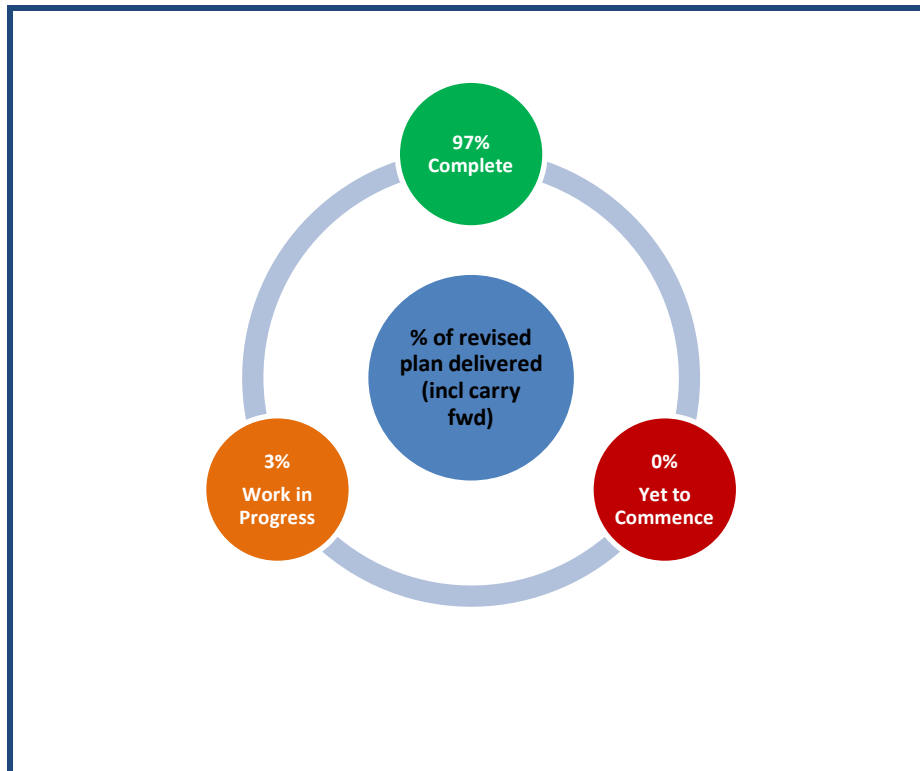 97%
Complete
% of revised
plan delivered
(incl carry
fwd)
3%
Work in
Progress
0%
Yet to
Commence